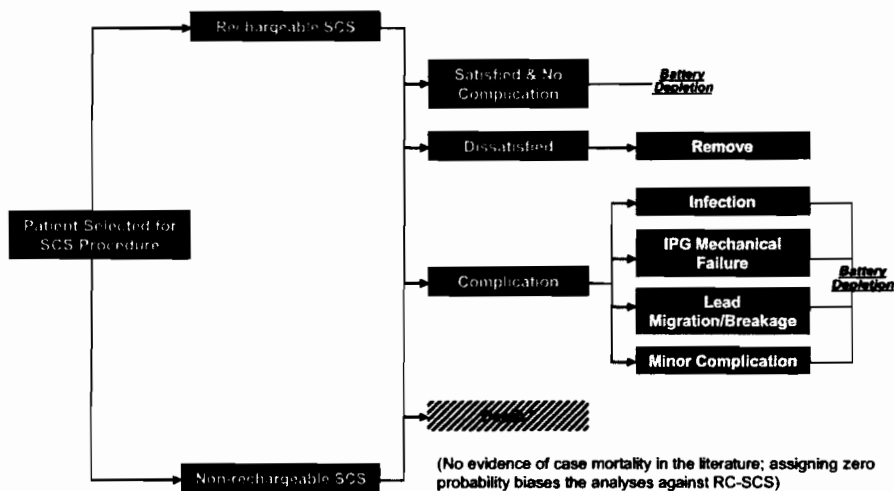 Rechargeable SCS
Satisfied & No
Complication
Battery
Depletion
Dissatisfied
Remove
Patient Selected for
SCS Procedure
Complication
Infection
IPG Mechanical
Failure
Lead
Migration/Breakage
Minor Complication
Battery
Depletion
Non-rechargeable SCS
(No evidence of case mortality in the literature; assigning zero
probability biases the analyses against RC-SCS)